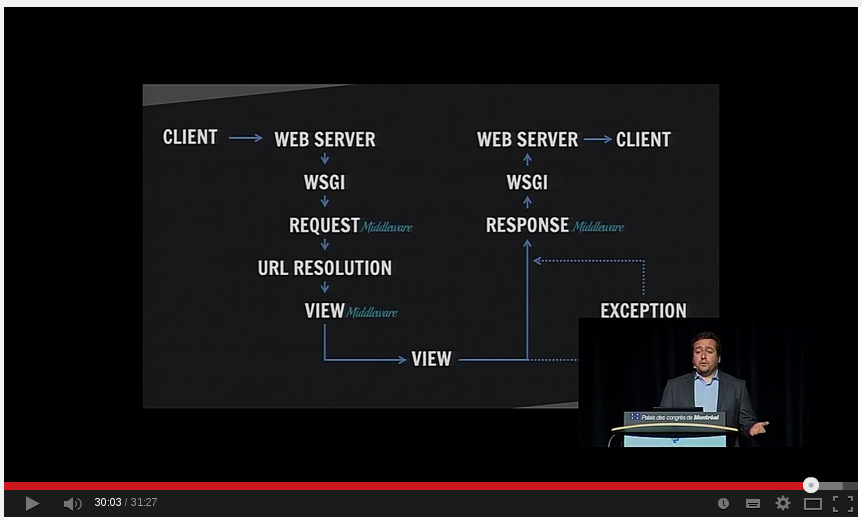 CLIENT WEB SERVER WEB SERVER CLIENT
WSGI WSGI
REQUEST Middleware RESPONSE Middleware
URL RESOLUTION
VIEW Middleware EXCEPTION
VIEW
Palais des congrès de Montréal
30:03 / 31:27